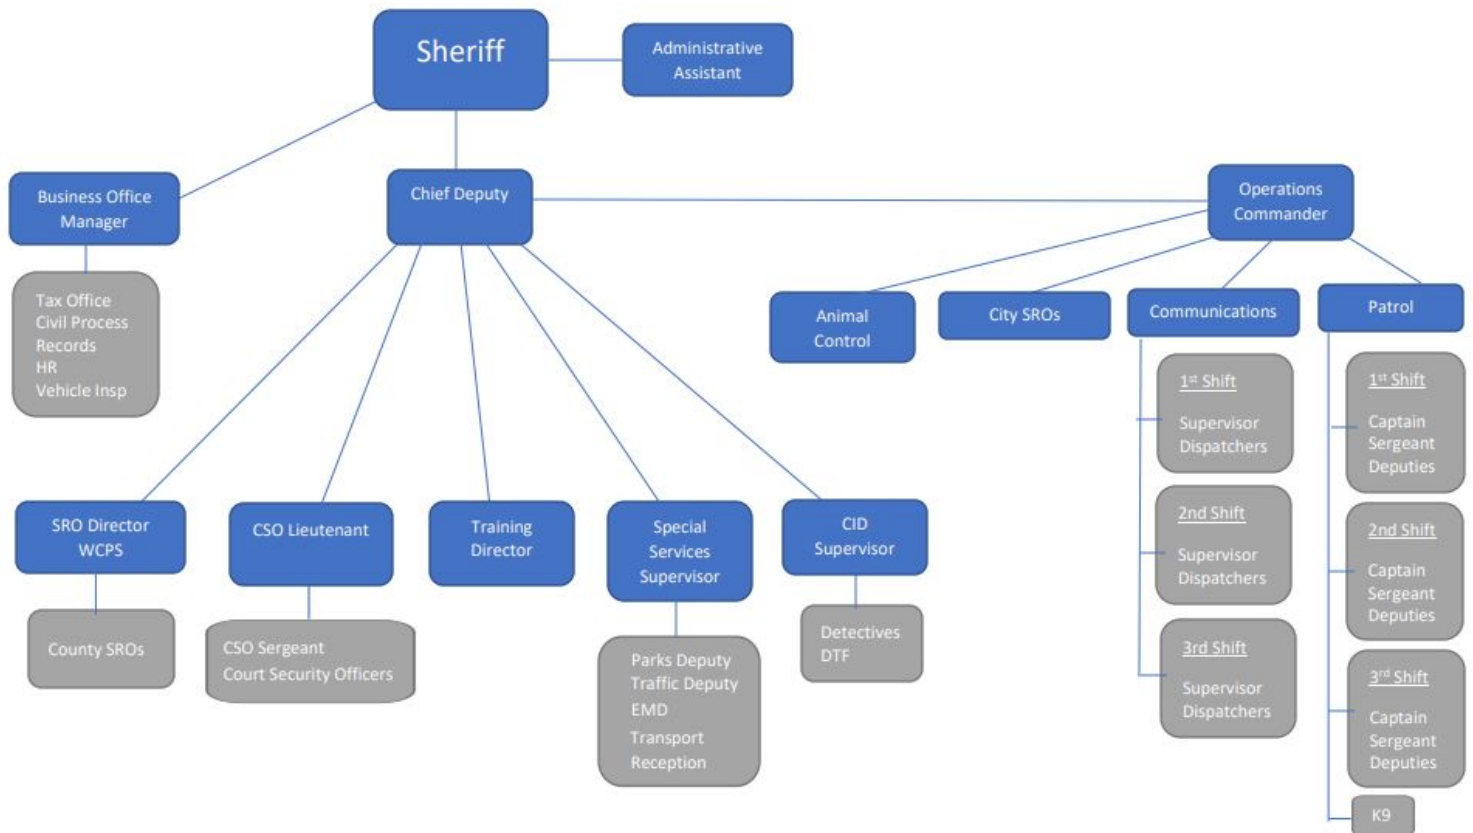 Sheriff
Administrative
Assistant
Business Office
Manager
Chief Deputy
Operations
Commander
Tax Office
Civil Process
Records
HR
Vehicle Insp
Animal
Control
City SROs
Communications
Patrol
1st Shift
Supervisor
Dispatchers
2nd Shift
Supervisor
Dispatchers
3rd Shift
Supervisor
Dispatchers
1st Shift
Captain
Sergeant
Deputies
2nd Shift
Captain
Sergeant
Deputies
3rd Shift
Captain
Sergeant
Deputies
K9
SRO Director
WCPS
County SROs
CSO Lieutenant
CSO Sergeant
Court Security Officers
Training
Director
Special
Services
Supervisor
Parks Deputy
Traffic Deputy
EMD
Transport
Reception
CID
Supervisor
Detectives
DTF